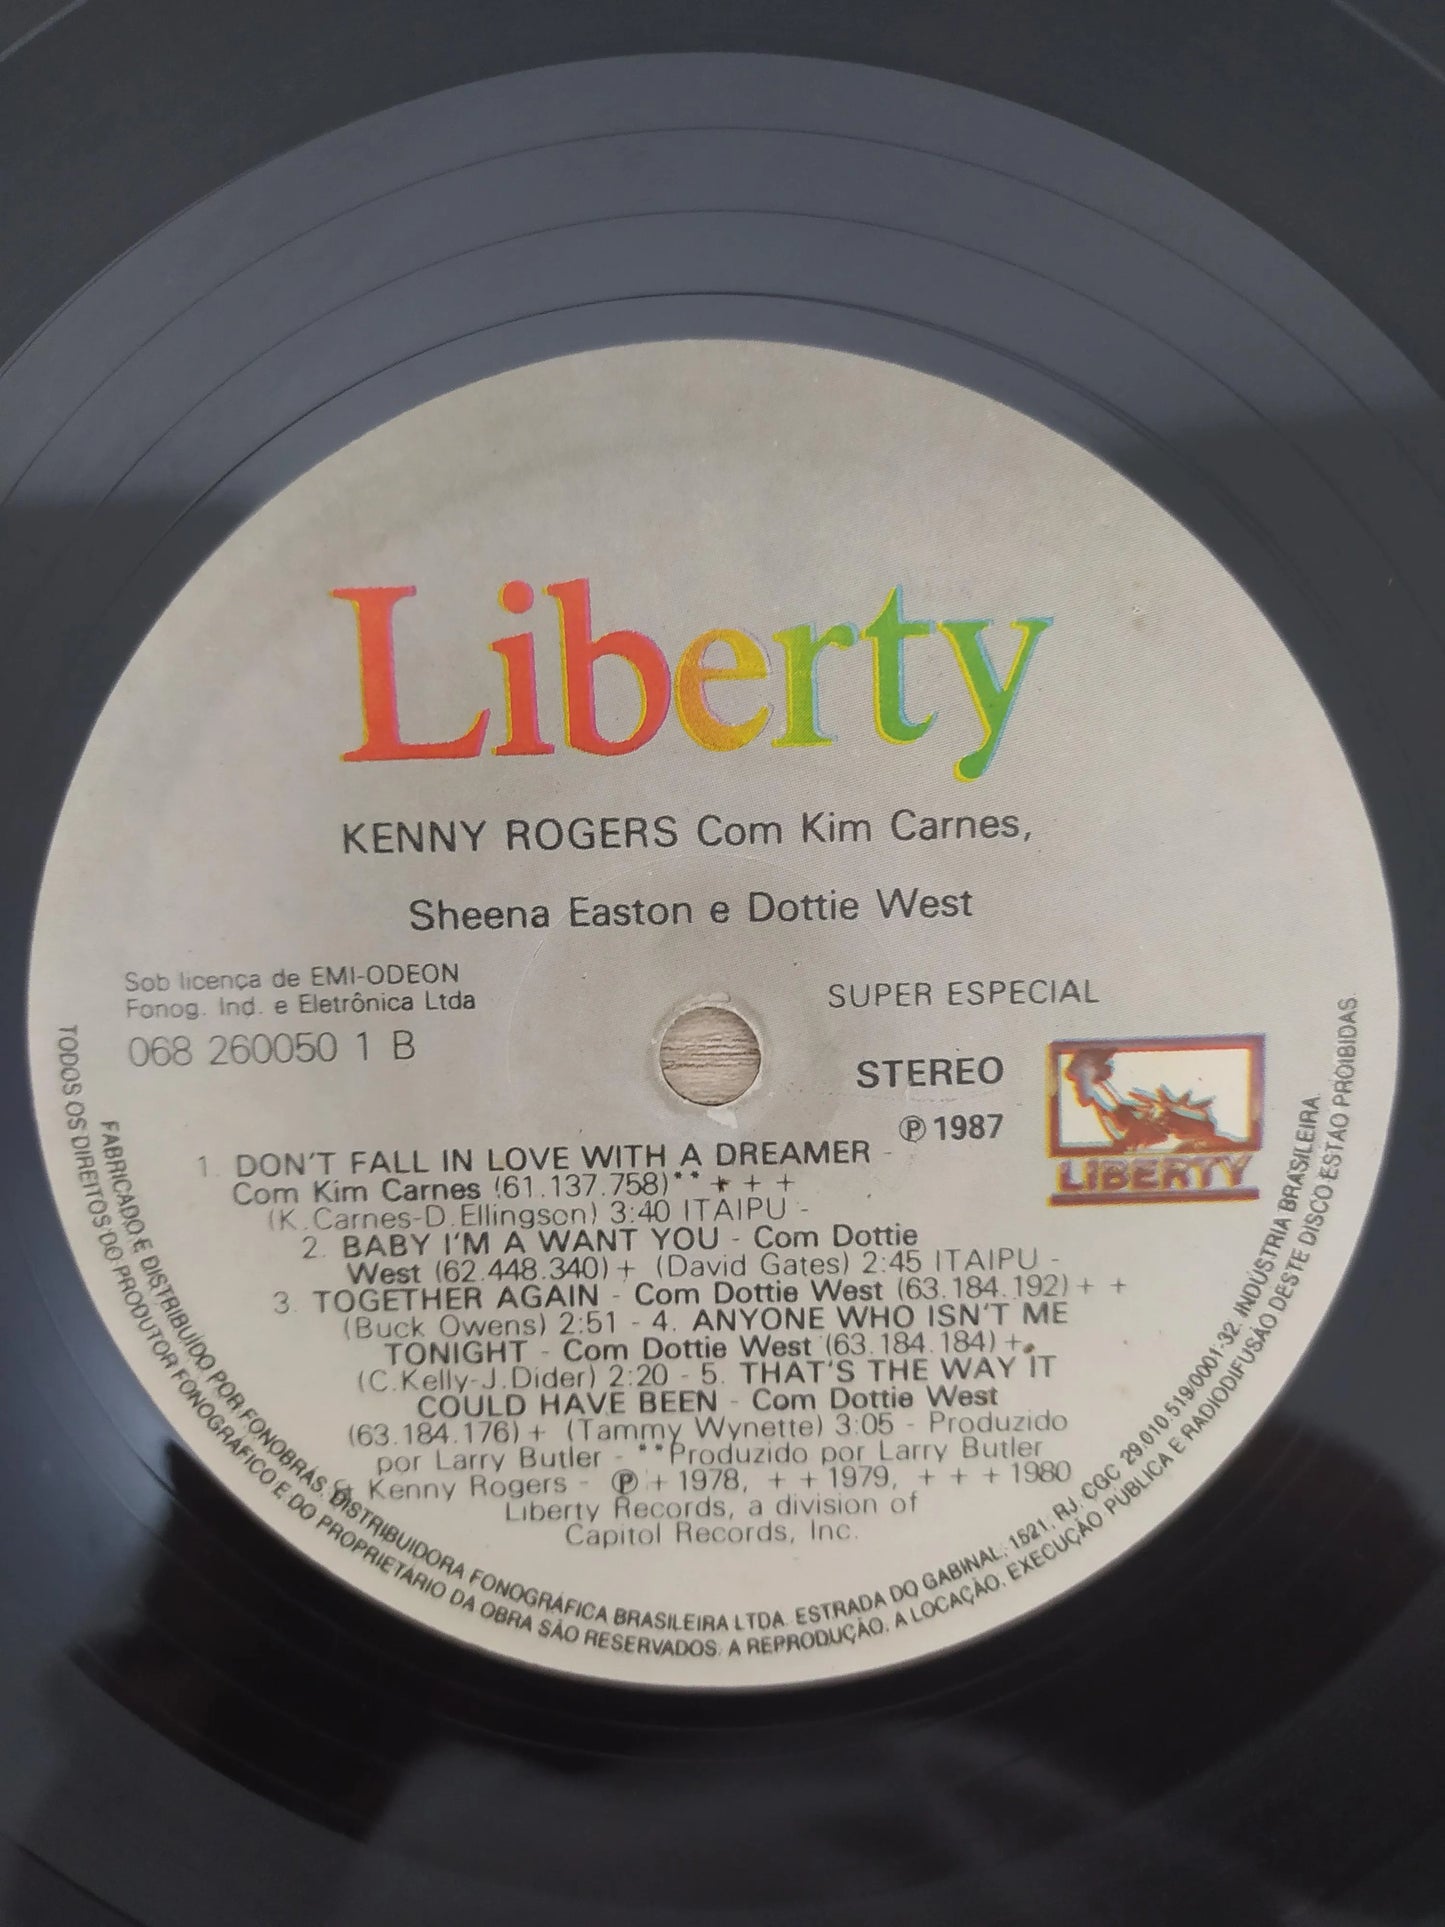 Liberty
KENNY ROGERS Com Kim Carnes,
Sheena Easton e Dottie West
Sob licença de EMI-ODEON
Fonog. Ind. e Eletrônica Ltda
068 260050 1 B
SUPER ESPECIAL
STEREO
℗ 1987
LIBERTY
1. DON'T FALL IN LOVE WITH A DREAMER -
Com Kim Carnes (61.137.758)** + + +
(K.Carnes-D.Ellingson) 3:40 ITAIPU -
2. BABY I'M A WANT YOU - Com Dottie
West (62.448.340)+ (David Gates) 2:45 ITAIPU -
3. TOGETHER AGAIN - Com Dottie West (63.184.192)+ +
(Buck Owens) 2:51 - 4. ANYONE WHO ISN'T ME
TONIGHT - Com Dottie West (63.184.184)+
(C.Kelly-J.Dider) 2:20 - 5. THAT'S THE WAY IT
COULD HAVE BEEN - Com Dottie West
(63.184.176)+ (Tammy Wynette) 3:05 - Produzido
por Larry Butler - **Produzido por Larry Butler
& Kenny Rogers - ℗ + 1978, + + 1979, + + + 1980
Liberty Records, a division of
Capitol Records, Inc.
FABRICADO E DISTRIBUÍDO POR FONOBRÁS. DISTRIBUIDORA FONOGRÁFICA BRASILEIRA LTDA. ESTRADA DO GABINAL, 1521, RJ. CGC 29.010.519/0001-32. INDÚSTRIA BRASILEIRA.
TODOS OS DIREITOS DO PRODUTOR FONOGRÁFICO E DO PROPRIETÁRIO DA OBRA SÃO RESERVADOS. A REPRODUÇÃO, A LOCAÇÃO, EXECUÇÃO PÚBLICA E RADIODIFUSÃO DESTE DISCO ESTÃO PROIBIDAS.